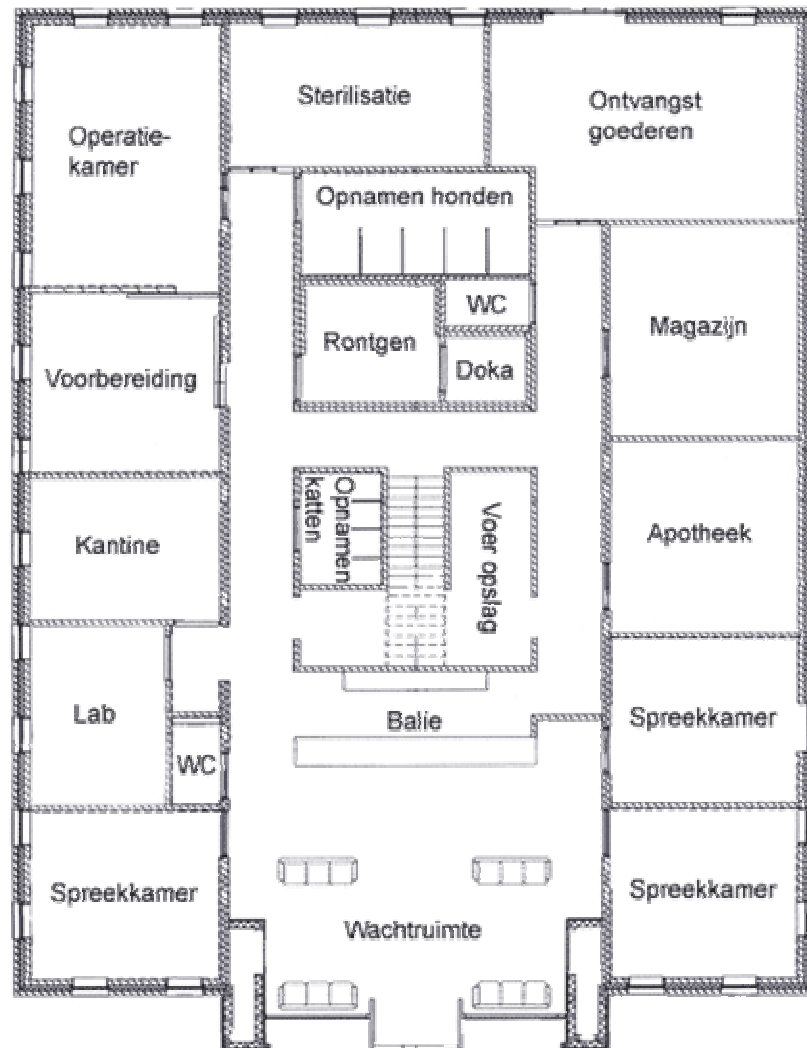 Sterilisatie
Ontvangst
goederen
Operatie-
kamer
Opnamen honden
WC
Rontgen
Doka
Magazijn
Voorbereiding
Opnamen
katten
Voer opslag
Kantine
Apotheek
Lab
Balie
Spreekkamer
WC
Spreekkamer
Spreekkamer
Wachtruimte